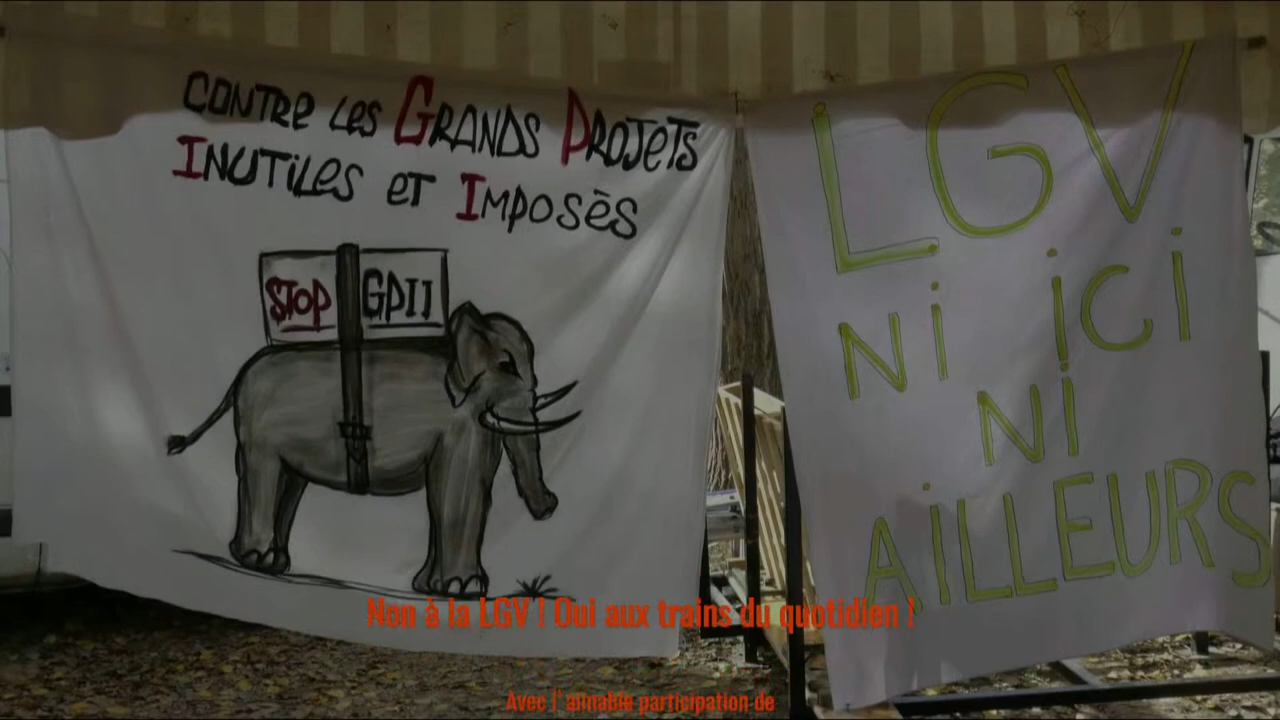 CONTRE LES GRANDS PROJETS
INUTILES ET IMPOSÉS
STOP GPII
LGV
Ni iCi
Ni
AiLLEURS
Non à la LGV ! Oui aux trains du quotidien !
Avec l'aimable participation de